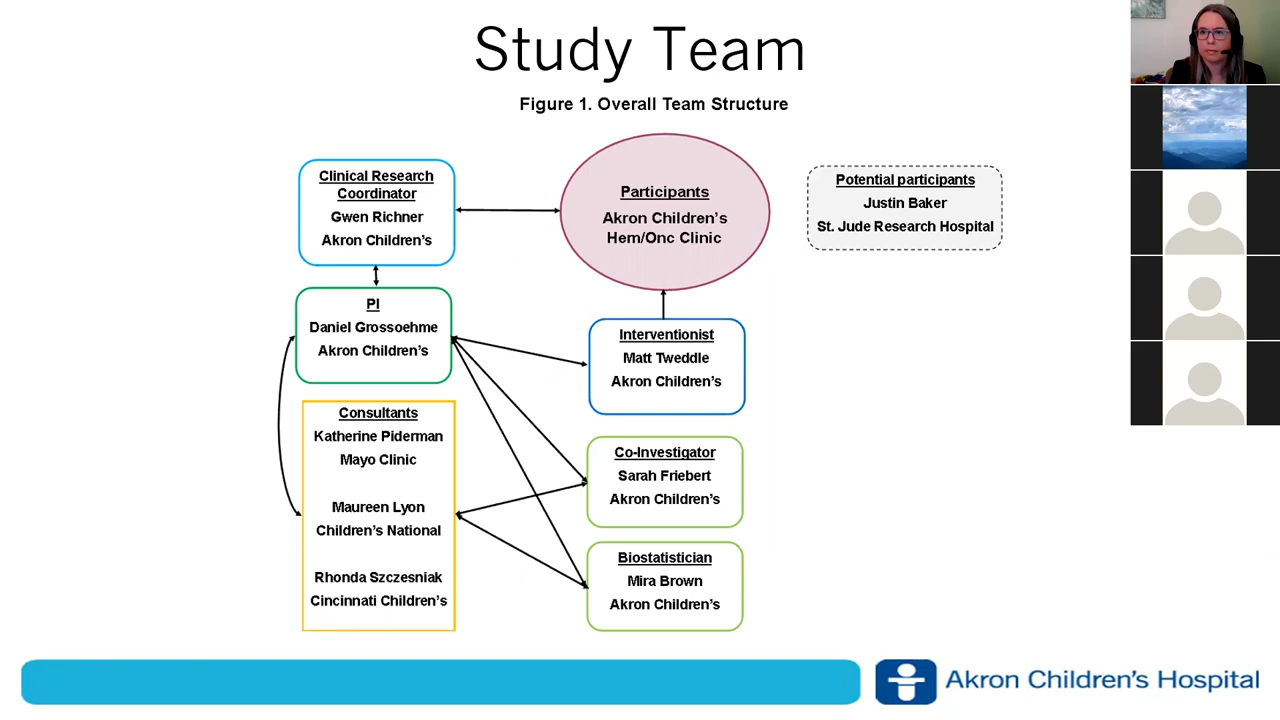 Study Team
Figure 1. Overall Team Structure
Clinical Research
Coordinator
Gwen Richner
Akron Children's
Participants
Akron Children's
Hem/Onc Clinic
Potential participants
Justin Baker
St. Jude Research Hospital
PI
Daniel Grossoehme
Akron Children's
Interventionist
Matt Tweddle
Akron Children's
Consultants
Katherine Piderman
Mayo Clinic
Maureen Lyon
Children's National
Rhonda Szczesniak
Cincinnati Children's
Co-Investigator
Sarah Friebert
Akron Children's
Biostatistician
Mira Brown
Akron Children's
Akron Children's Hospital